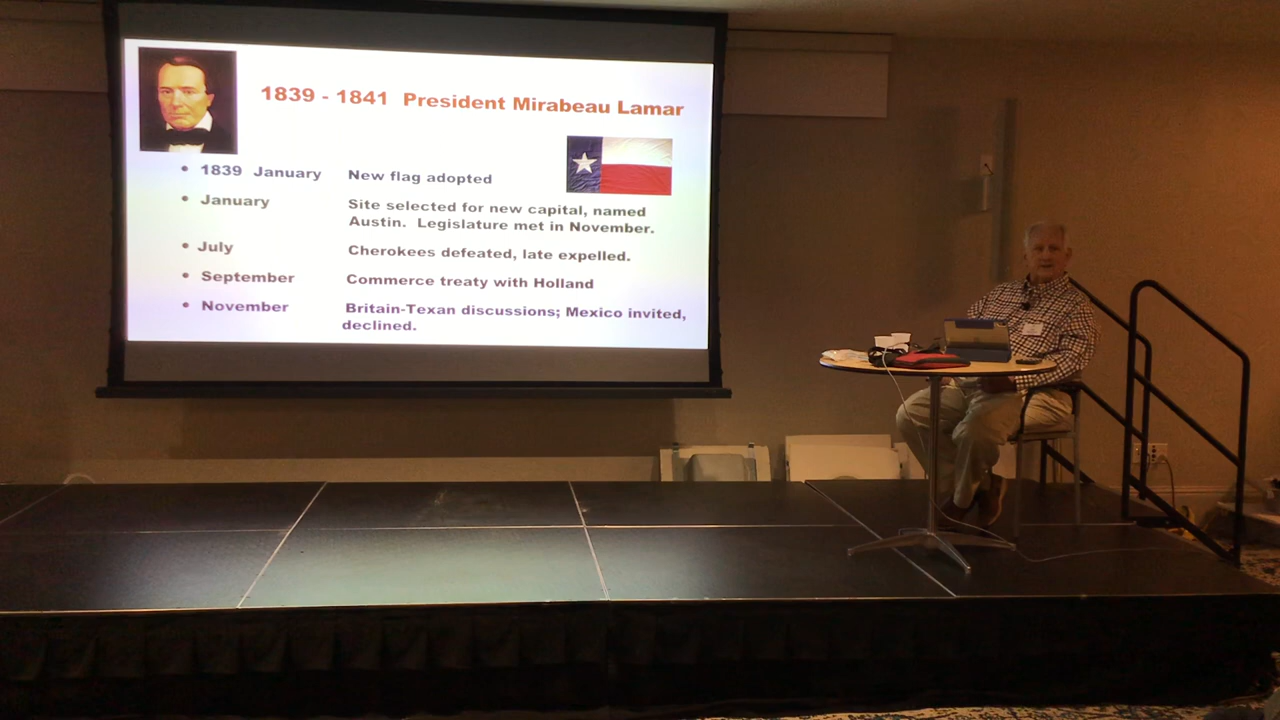 1839 - 1841 President Mirabeau Lamar
• 1839 January New flag adopted
• January Site selected for new capital, named
Austin. Legislature met in November.
• July Cherokees defeated, late expelled.
• September Commerce treaty with Holland
• November Britain-Texan discussions; Mexico invited,
declined.